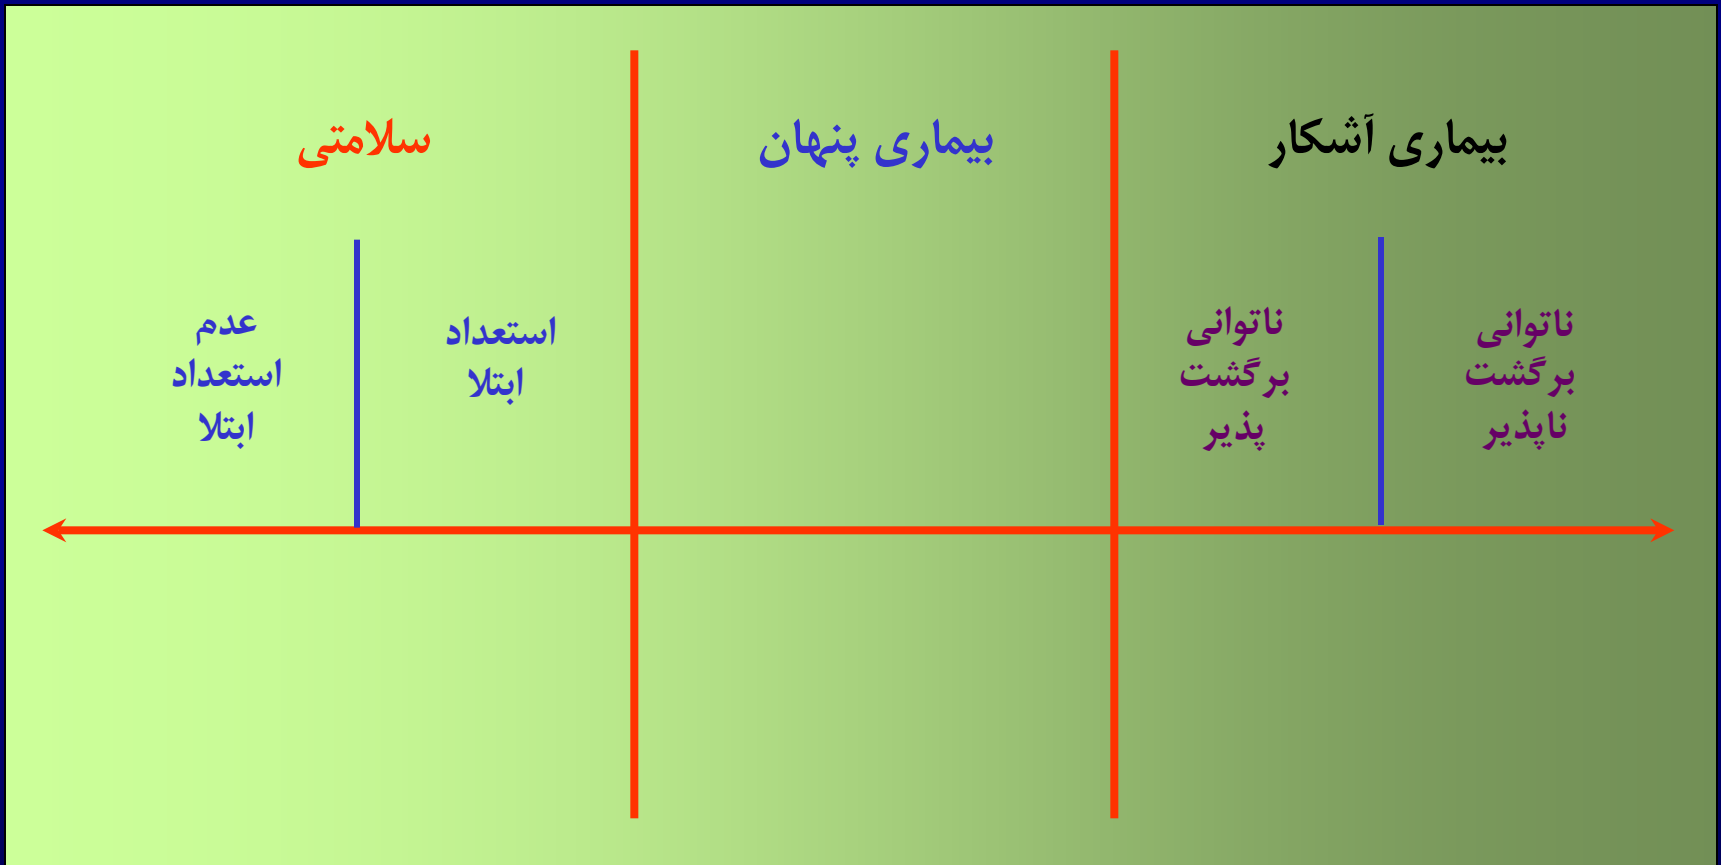 بیماری آشکار
بیماری پنهان
سلامتی
ناتوانی
برگشت
ناپذیر
ناتوانی
برگشت
پذیر
استعداد
ابتلا
عدم
استعداد
ابتلا